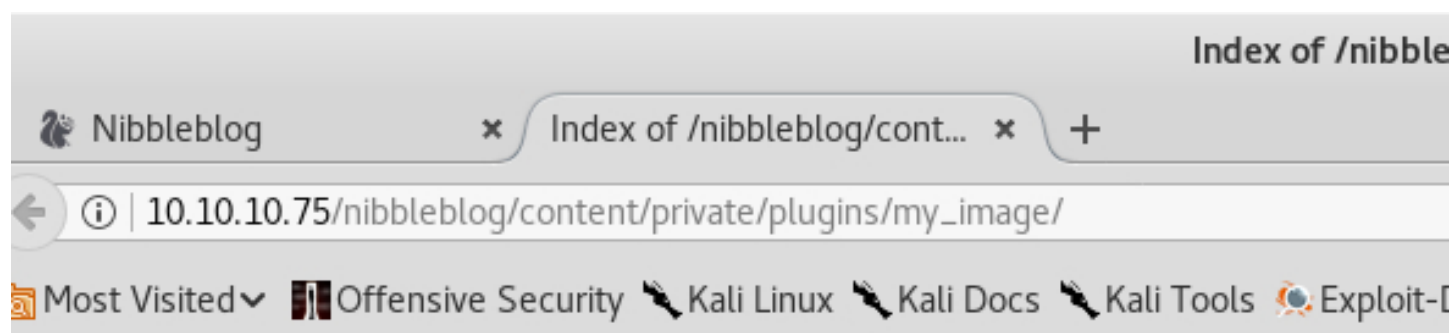 Index of /nibble
Nibbleblog × Index of /nibbleblog/cont... × +
10.10.10.75/nibbleblog/content/private/plugins/my_image/
Most Visited Offensive Security Kali Linux Kali Docs Kali Tools Exploit-D